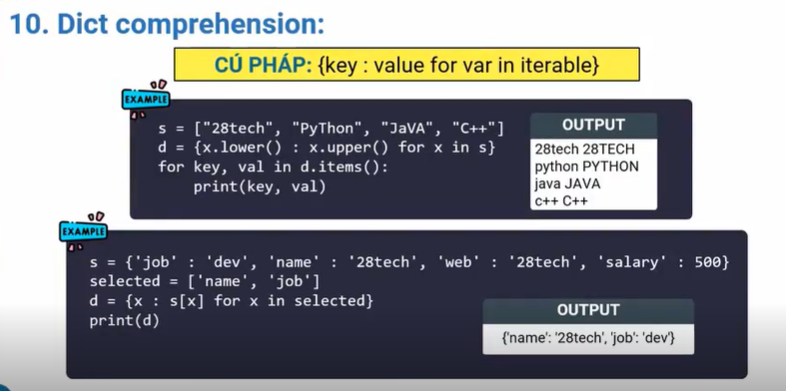 10. Dict comprehension:
CÚ PHÁP: {key : value for var in iterable}
EXAMPLE
s = ["28tech", "PyThon", "JaVA", "C++"]
d = {x.lower() : x.upper() for x in s}
for key, val in d.items():
print(key, val)
OUTPUT
28tech 28TECH
python PYTHON
java JAVA
c++ C++
EXAMPLE
s = {'job' : 'dev', 'name' : '28tech', 'web' : '28tech', 'salary' : 500}
selected = ['name', 'job']
d = {x : s[x] for x in selected}
print(d)
OUTPUT
{'name': '28tech', 'job': 'dev'}